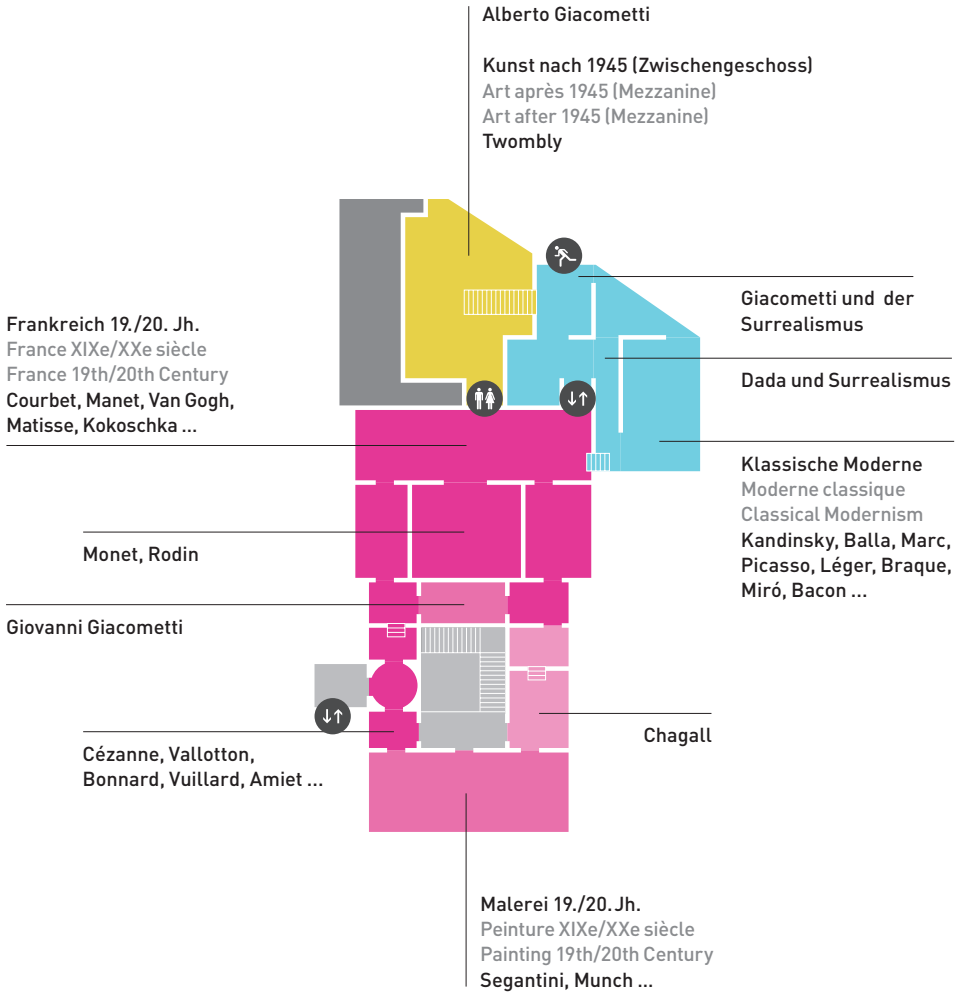 Alberto Giacometti
Kunst nach 1945 (Zwischengeschoss)
Art après 1945 (Mezzanine)
Art after 1945 (Mezzanine)
Twombly
Giacometti und der
Surrealismus
Dada und Surrealismus
Klassische Moderne
Moderne classique
Classical Modernism
Kandinsky, Balla, Marc,
Picasso, Léger, Braque,
Miró, Bacon ...
Frankreich 19./20. Jh.
France XIXe/XXe siècle
France 19th/20th Century
Courbet, Manet, Van Gogh,
Matisse, Kokoschka ...
Monet, Rodin
Giovanni Giacometti
Cézanne, Vallotton,
Bonnard, Vuillard, Amiet ...
Chagall
Malerei 19./20. Jh.
Peinture XIXe/XXe siècle
Painting 19th/20th Century
Segantini, Munch ...